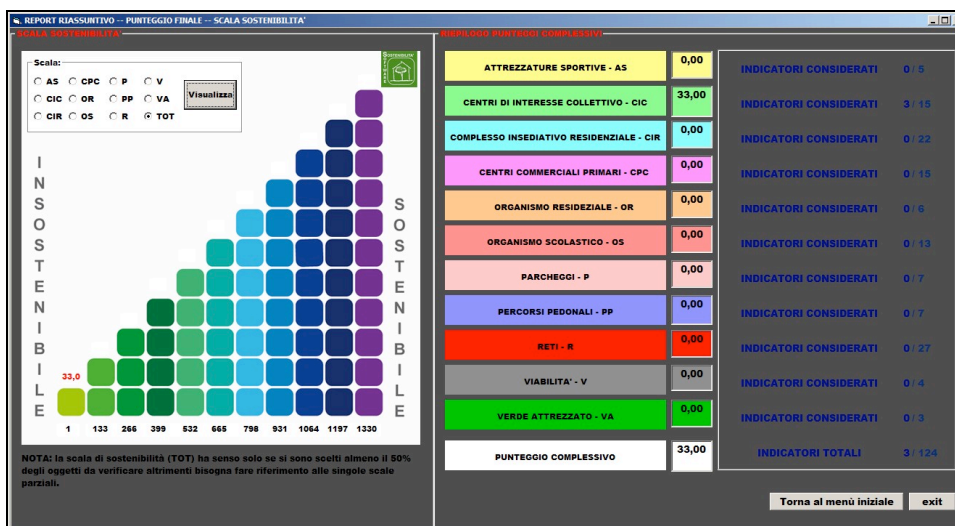 REPORT RIASSUNTIVO -- PUNTEGGIO FINALE -- SCALA SOSTENIBILITA'
SCALA SOSTENIBILITA'
Scala:
AS CPC P V
CIC OR PP VA
CIR OS R TOT
Visualizza
SOSTENIBILITA'
INSOSTENIBILE
SOSTENIBILE
33,0
1 133 266 399 532 665 798 931 1064 1197 1330
NOTA: la scala di sostenibilità (TOT) ha senso solo se si sono scelti almeno il 50%
degli oggetti da verificare altrimenti bisogna fare riferimento alle singole scale
parziali.
RIEPILOGO PUNTEGGI COMPLESSIVI
ATTREZZATURE SPORTIVE - AS 0,00 INDICATORI CONSIDERATI 0 / 5
CENTRI DI INTERESSE COLLETTIVO - CIC 33,00 INDICATORI CONSIDERATI 3 / 15
COMPLESSO INSEDIATIVO RESIDENZIALE - CIR 0,00 INDICATORI CONSIDERATI 0 / 22
CENTRI COMMERCIALI PRIMARI - CPC 0,00 INDICATORI CONSIDERATI 0 / 15
ORGANISMO RESIDEZIALE - OR 0,00 INDICATORI CONSIDERATI 0 / 6
ORGANISMO SCOLASTICO - OS 0,00 INDICATORI CONSIDERATI 0 / 13
PARCHEGGI - P 0,00 INDICATORI CONSIDERATI 0 / 7
PERCORSI PEDONALI - PP 0,00 INDICATORI CONSIDERATI 0 / 7
RETI - R 0,00 INDICATORI CONSIDERATI 0 / 27
VIABILITA' - V 0,00 INDICATORI CONSIDERATI 0 / 4
VERDE ATTREZZATO - VA 0,00 INDICATORI CONSIDERATI 0 / 3
PUNTEGGIO COMPLESSIVO 33,00 INDICATORI TOTALI 3 / 124
Torna al menù iniziale exit